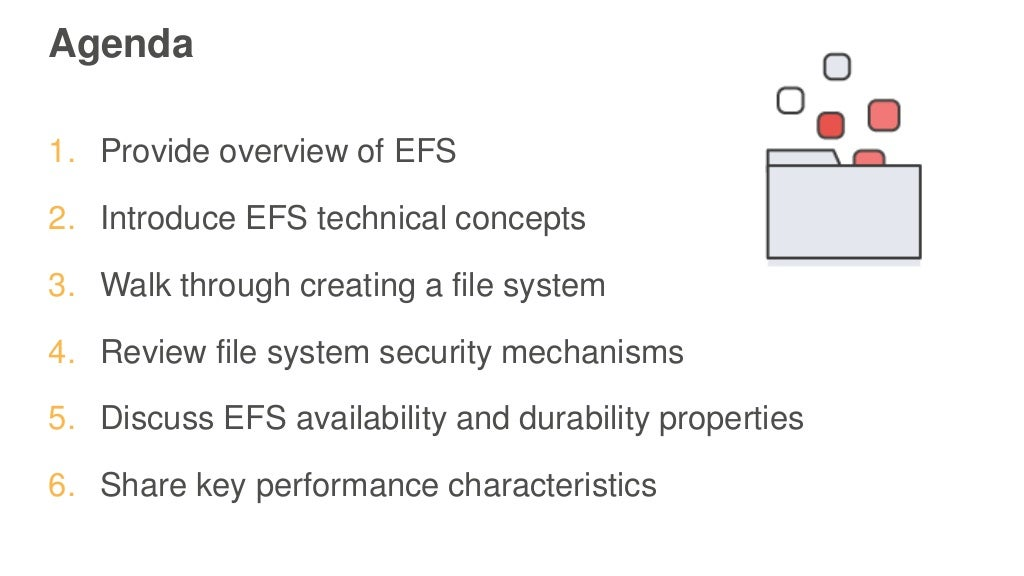 Agenda
1. Provide overview of EFS
2. Introduce EFS technical concepts
3. Walk through creating a file system
4. Review file system security mechanisms
5. Discuss EFS availability and durability properties
6. Share key performance characteristics